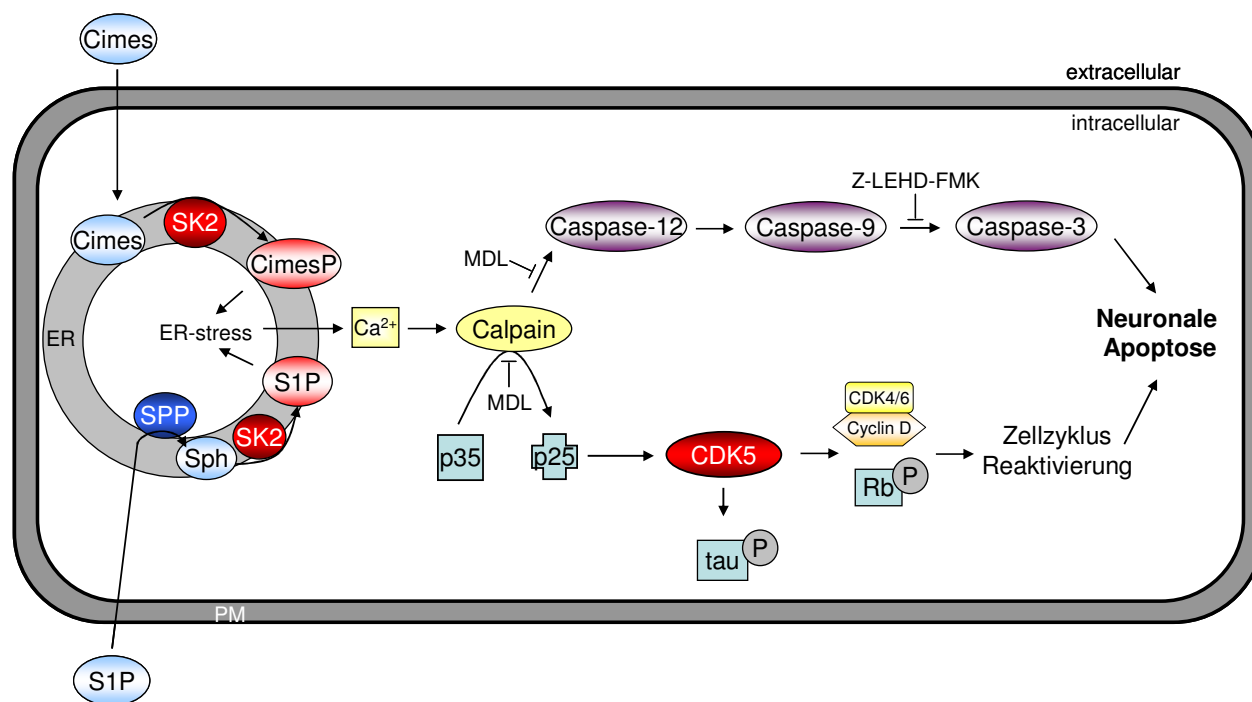 Cimes
extracellular
intracellular
Z-LEHD-FMK
SK2
Cimes
Caspase-12
Caspase-9
Caspase-3
CimesP
MDL
ER
ER-stress
Ca²⁺
Calpain
Neuronale
Apoptose
S1P
MDL
CDK4/6
SPP
SK2
Cyclin D
Sph
p35
p25
CDK5
Zellzyklus
Reaktivierung
Rb
P
tau
P
PM
S1P